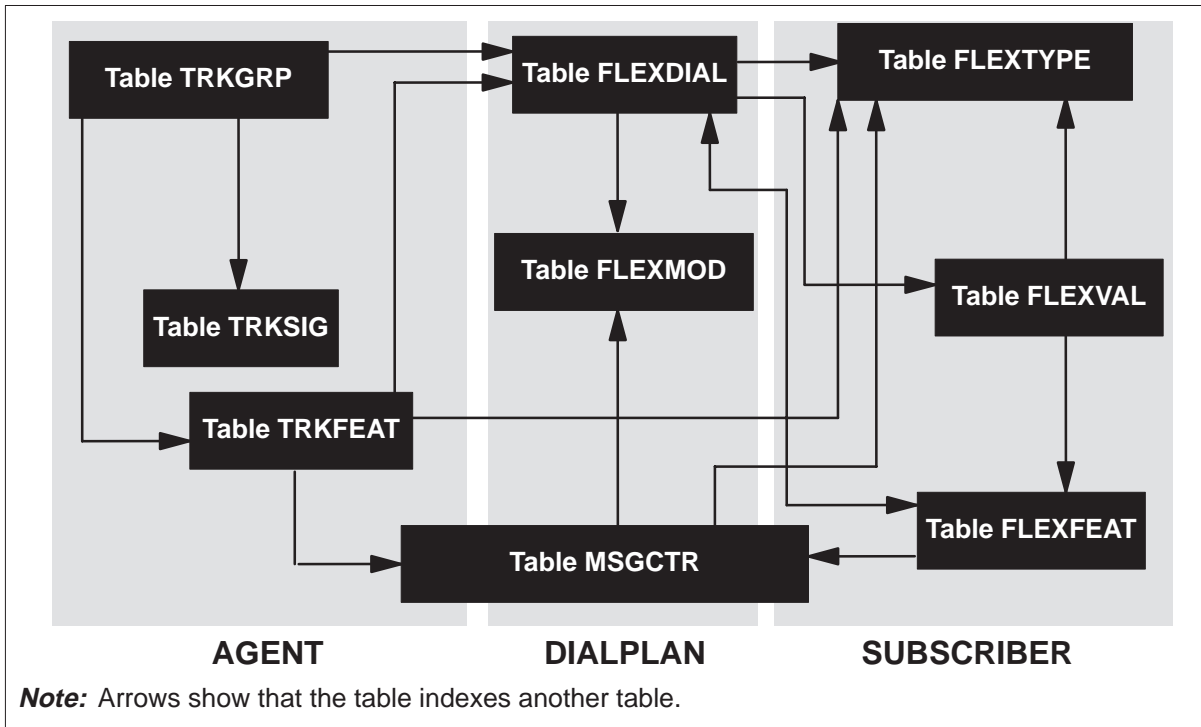 Table TRKGRP
Table FLEXDIAL
Table FLEXTYPE
Table FLEXMOD
Table FLEXVAL
Table TRKSIG
Table TRKFEAT
Table FLEXFEAT
Table MSGCTR
AGENT
DIALPLAN
SUBSCRIBER
Note: Arrows show that the table indexes another table.